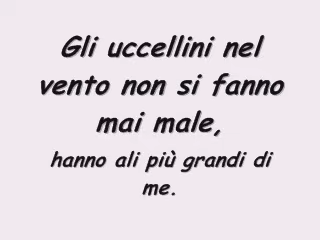 Gli uccellini nel
vento non si fanno
mai male,
hanno ali più grandi di
me.